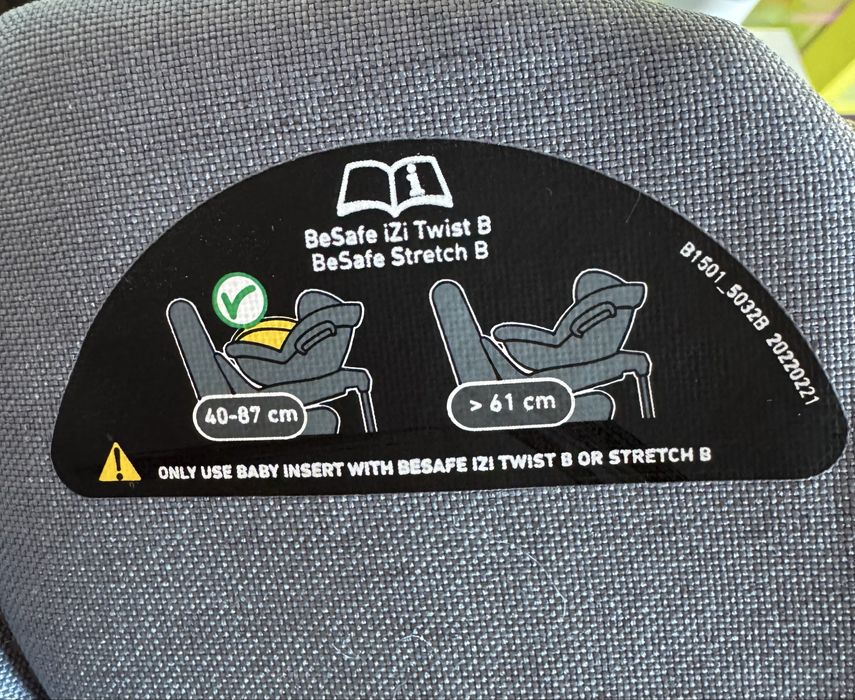 i
BeSafe iZi Twist B
BeSafe Stretch B
B1501_5032B 20220221
40-87 cm
> 61 cm
ONLY USE BABY INSERT WITH BESAFE IZI TWIST B OR STRETCH B